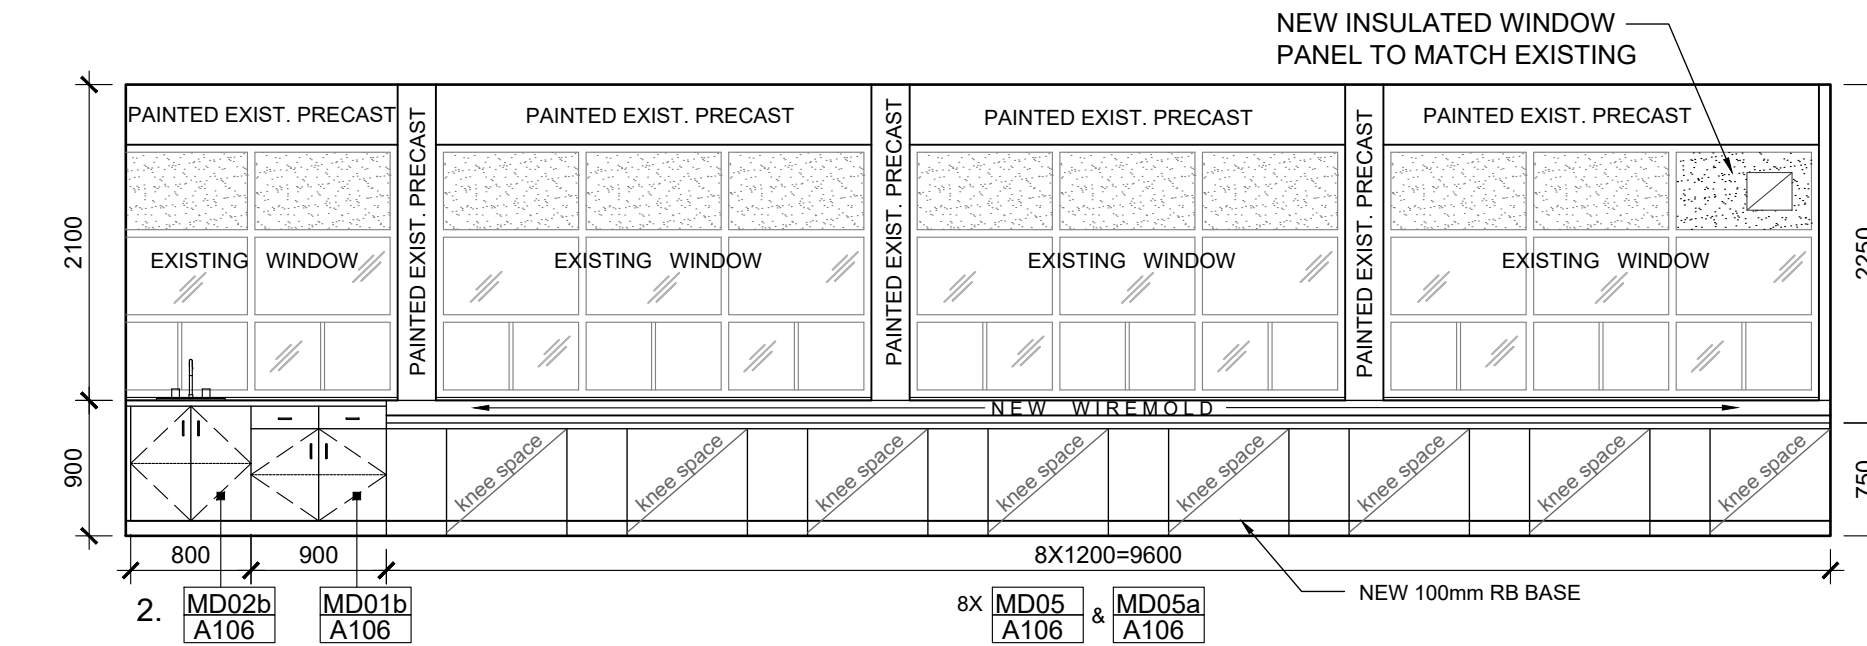 NEW INSULATED WINDOW
PANEL TO MATCH EXISTING
PAINTED EXIST. PRECAST
PAINTED EXIST. PRECAST
PAINTED EXIST. PRECAST
PAINTED EXIST. PRECAST
PAINTED EXIST. PRECAST
PAINTED EXIST. PRECAST
PAINTED EXIST. PRECAST
2100
2250
EXISTING WINDOW
EXISTING WINDOW
EXISTING WINDOW
EXISTING WINDOW
NEW WIREMOLD
900
750
knee space
knee space
knee space
knee space
knee space
knee space
knee space
knee space
800
900
8X1200=9600
NEW 100mm RB BASE
2.
MD02b
A106
MD01b
A106
8X
MD05
A106
&
MD05a
A106